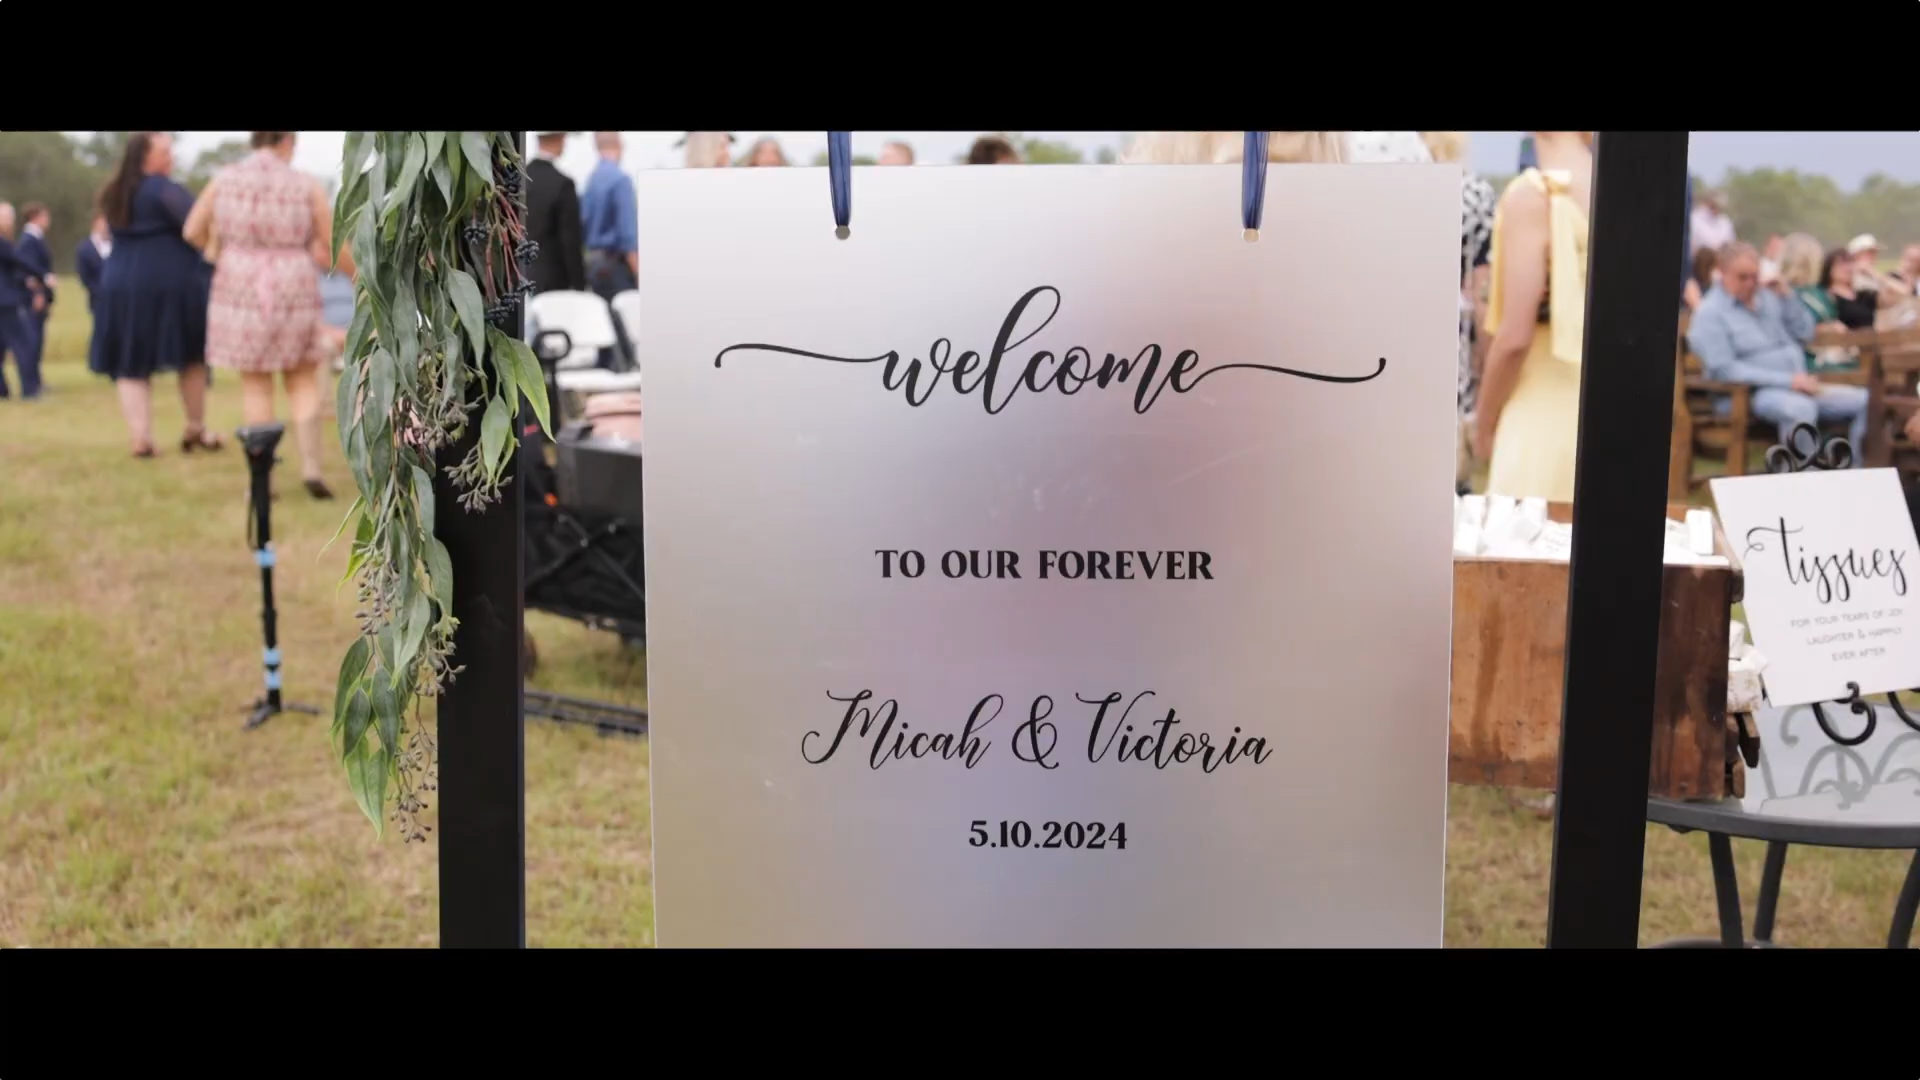 welcome
TO OUR FOREVER
Micah & Victoria
5.10.2024
tissues
FOR YOUR TEARS OF JOY
LAUGHTER & HAPPILY
EVER AFTER